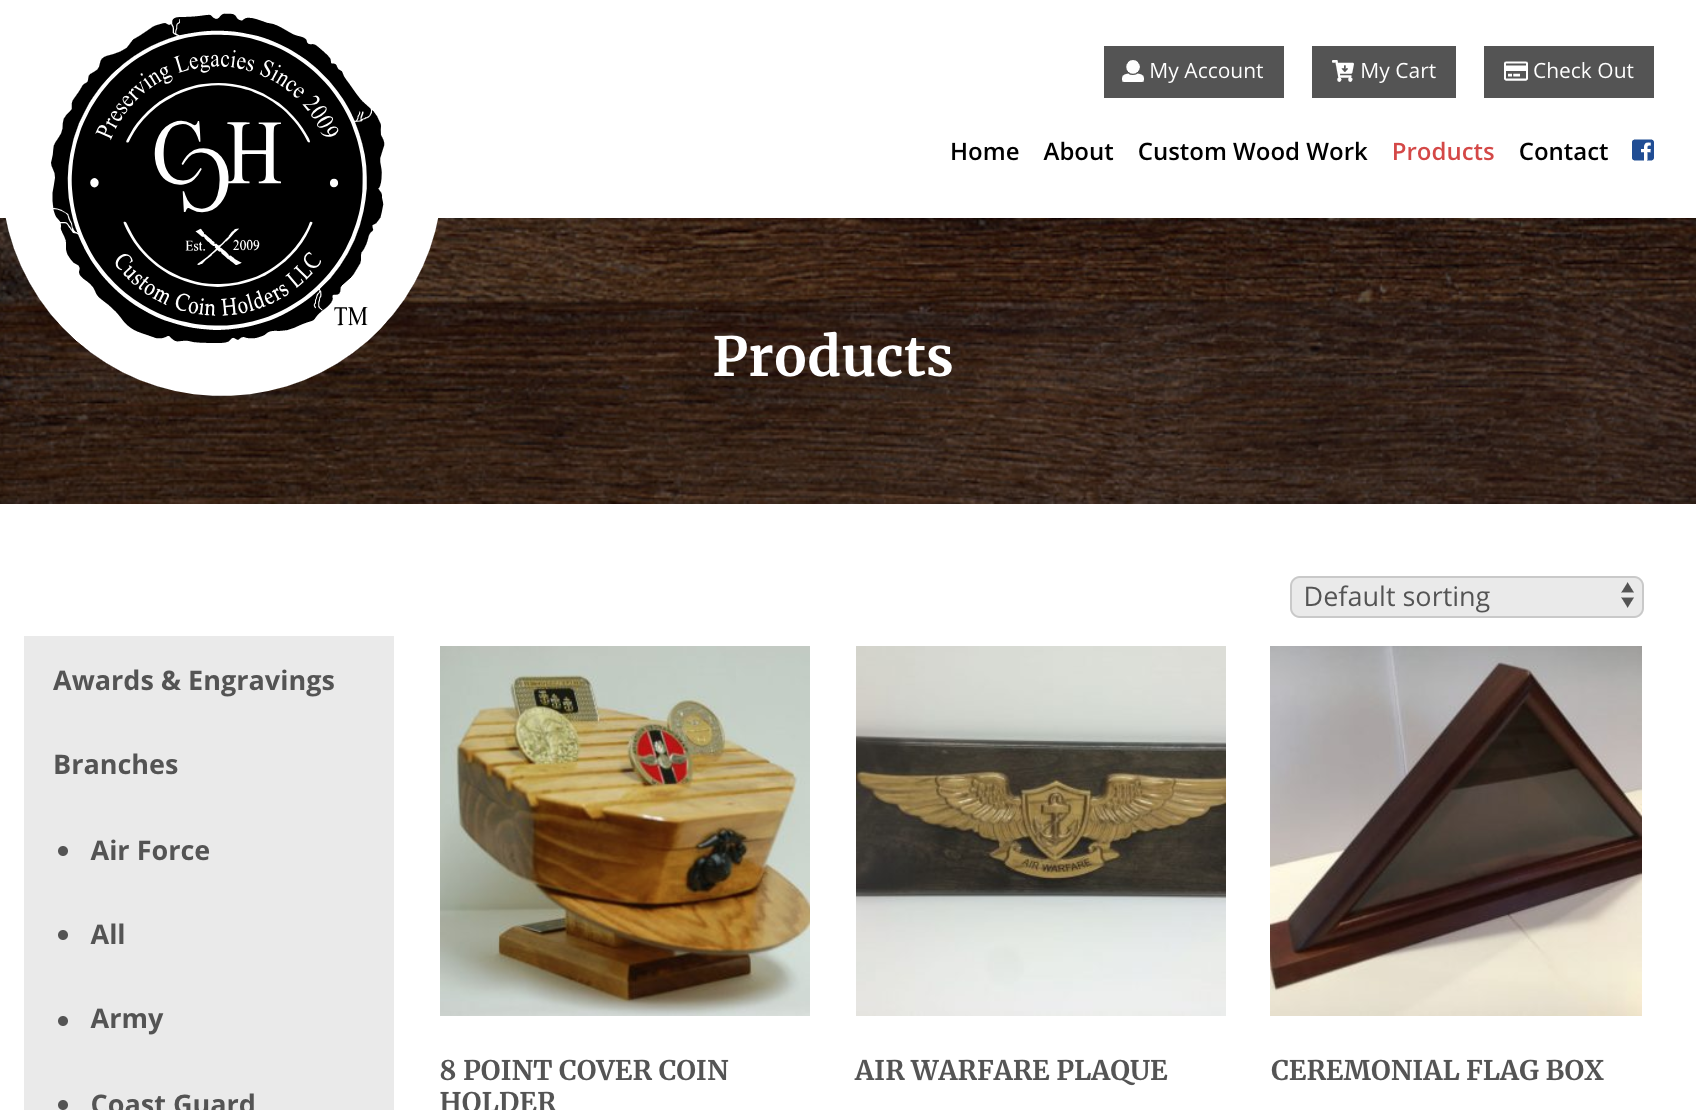 Preserving Legacies Since 2009
CSH
Est. 2009
Custom Coin Holders LLC
TM
My Account
My Cart
Check Out
Home
About
Custom Wood Work
Products
Contact
Products
Default sorting
Awards & Engravings
Branches
• Air Force
• All
• Army
• Coast Guard
AIR WARFARE
8 POINT COVER COIN
HOLDER
AIR WARFARE PLAQUE
CEREMONIAL FLAG BOX